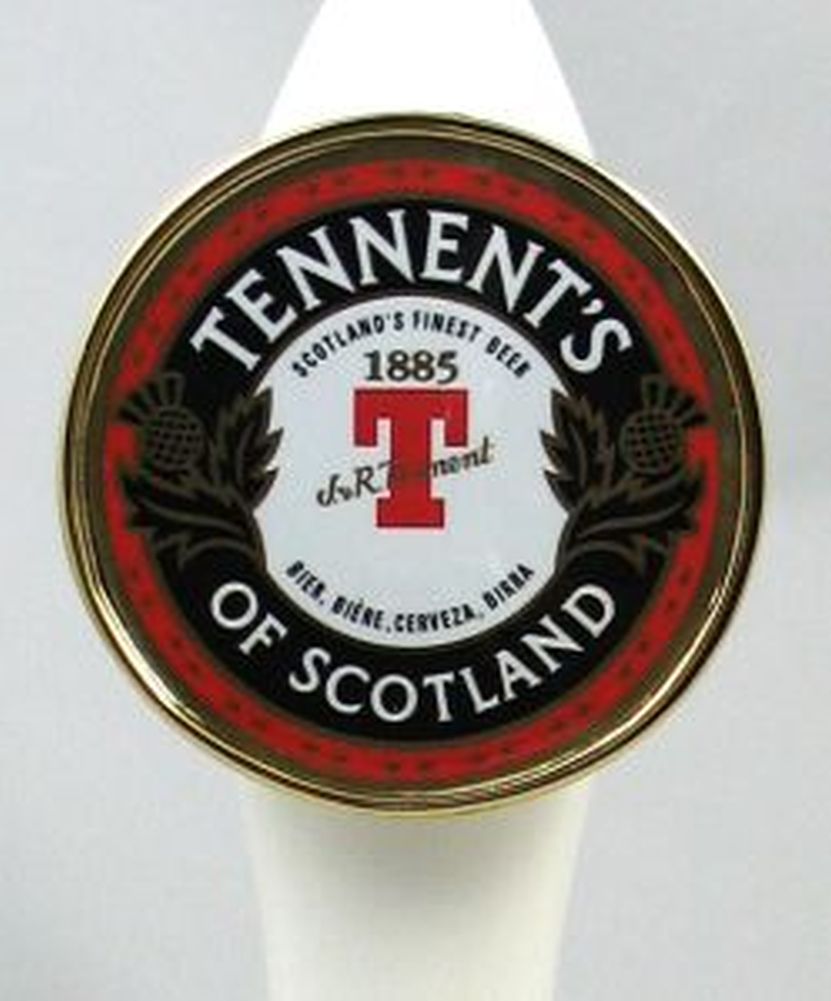 TENNENT'S
SCOTLAND'S FINEST BEER
1885
T
J & R Tennent
BIER, BIÈRE, CERVEZA, BIRRA
OF SCOTLAND